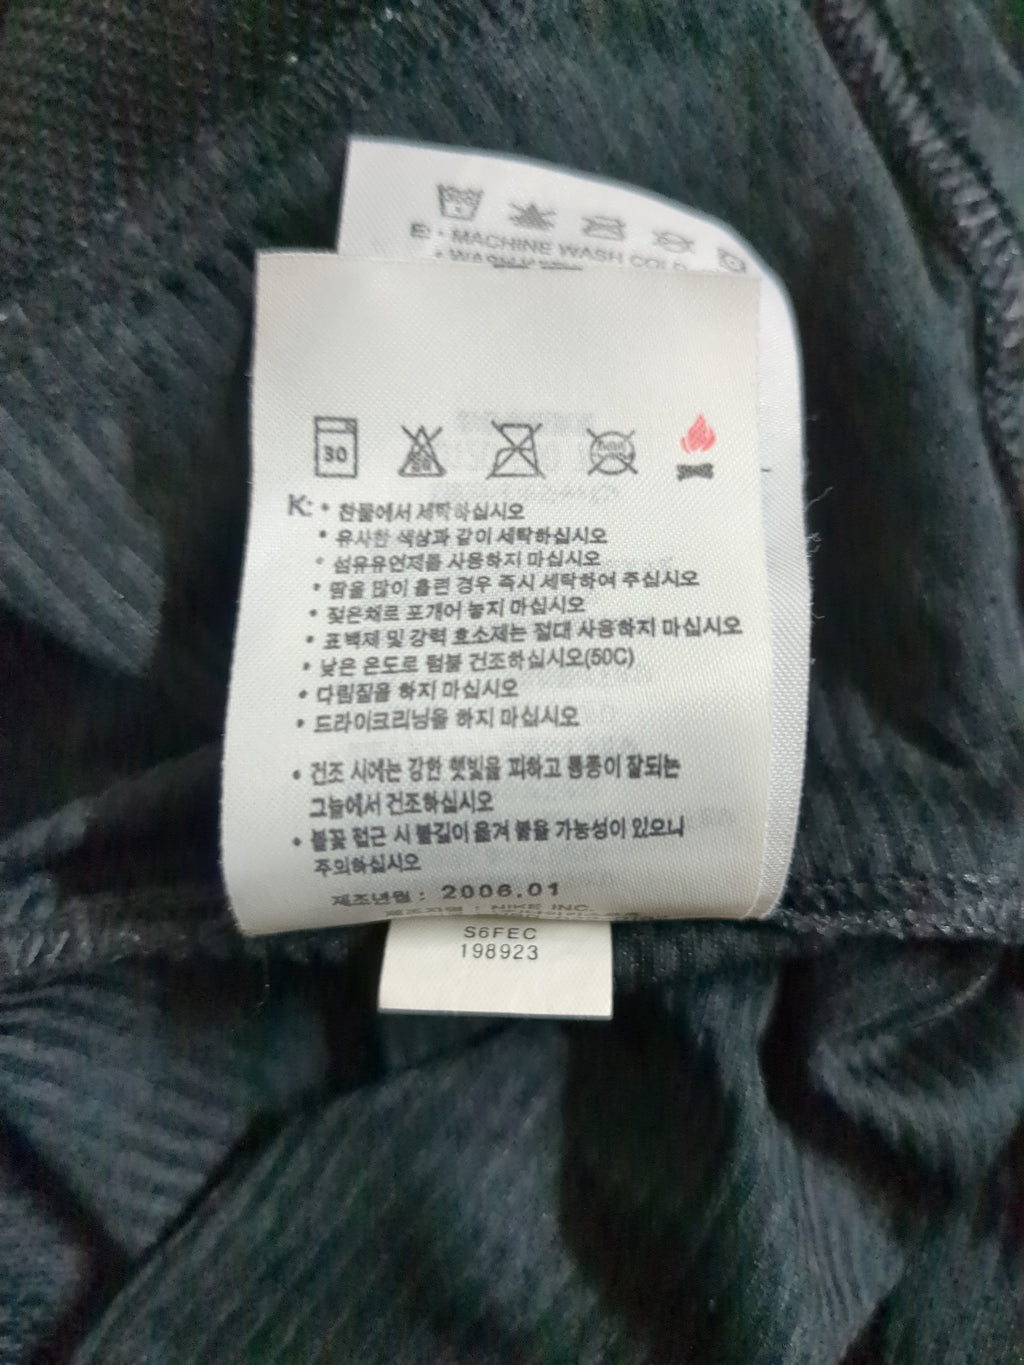 E: • MACHINE WASH COLD
30
K: •찬물에서 세탁하십시오
• 유사한 색상과 같이 세탁하십시오
• 섬유유연제를 사용하지 마십시오
• 땀을 많이 흘린 경우 즉시 세탁하여 주십시오
• 젖은채로 포개어 놓지 마십시오
• 표백제 및 강력 효소제는 절대 사용하지 마십시오
• 낮은 온도로 텀블 건조하십시오(50C)
• 다림질을 하지 마십시오
• 드라이크리닝을 하지 마십시오
• 건조 시에는 강한 햇빛을 피하고 통풍이 잘되는
그늘에서 건조하십시오
• 불꽃 접근 시 불길이 옮겨 붙을 가능성이 있으니
주의하십시오
제조년월 : 2006.01
: NIKE INC.
S6FEC
198923